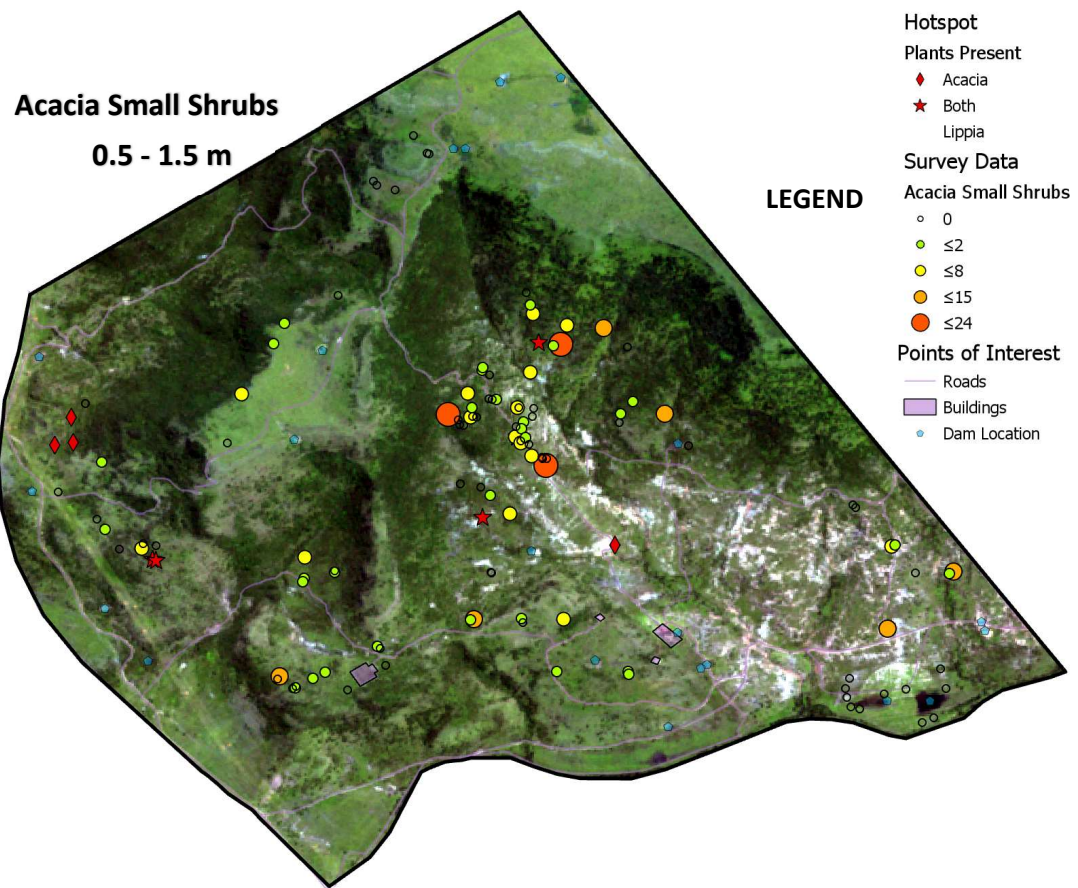 Acacia Small Shrubs
0.5 - 1.5 m
LEGEND
Hotspot
Plants Present
Acacia
Both
Lippia
Survey Data
Acacia Small Shrubs
0
≤2
≤8
≤15
≤24
Points of Interest
Roads
Buildings
Dam Location